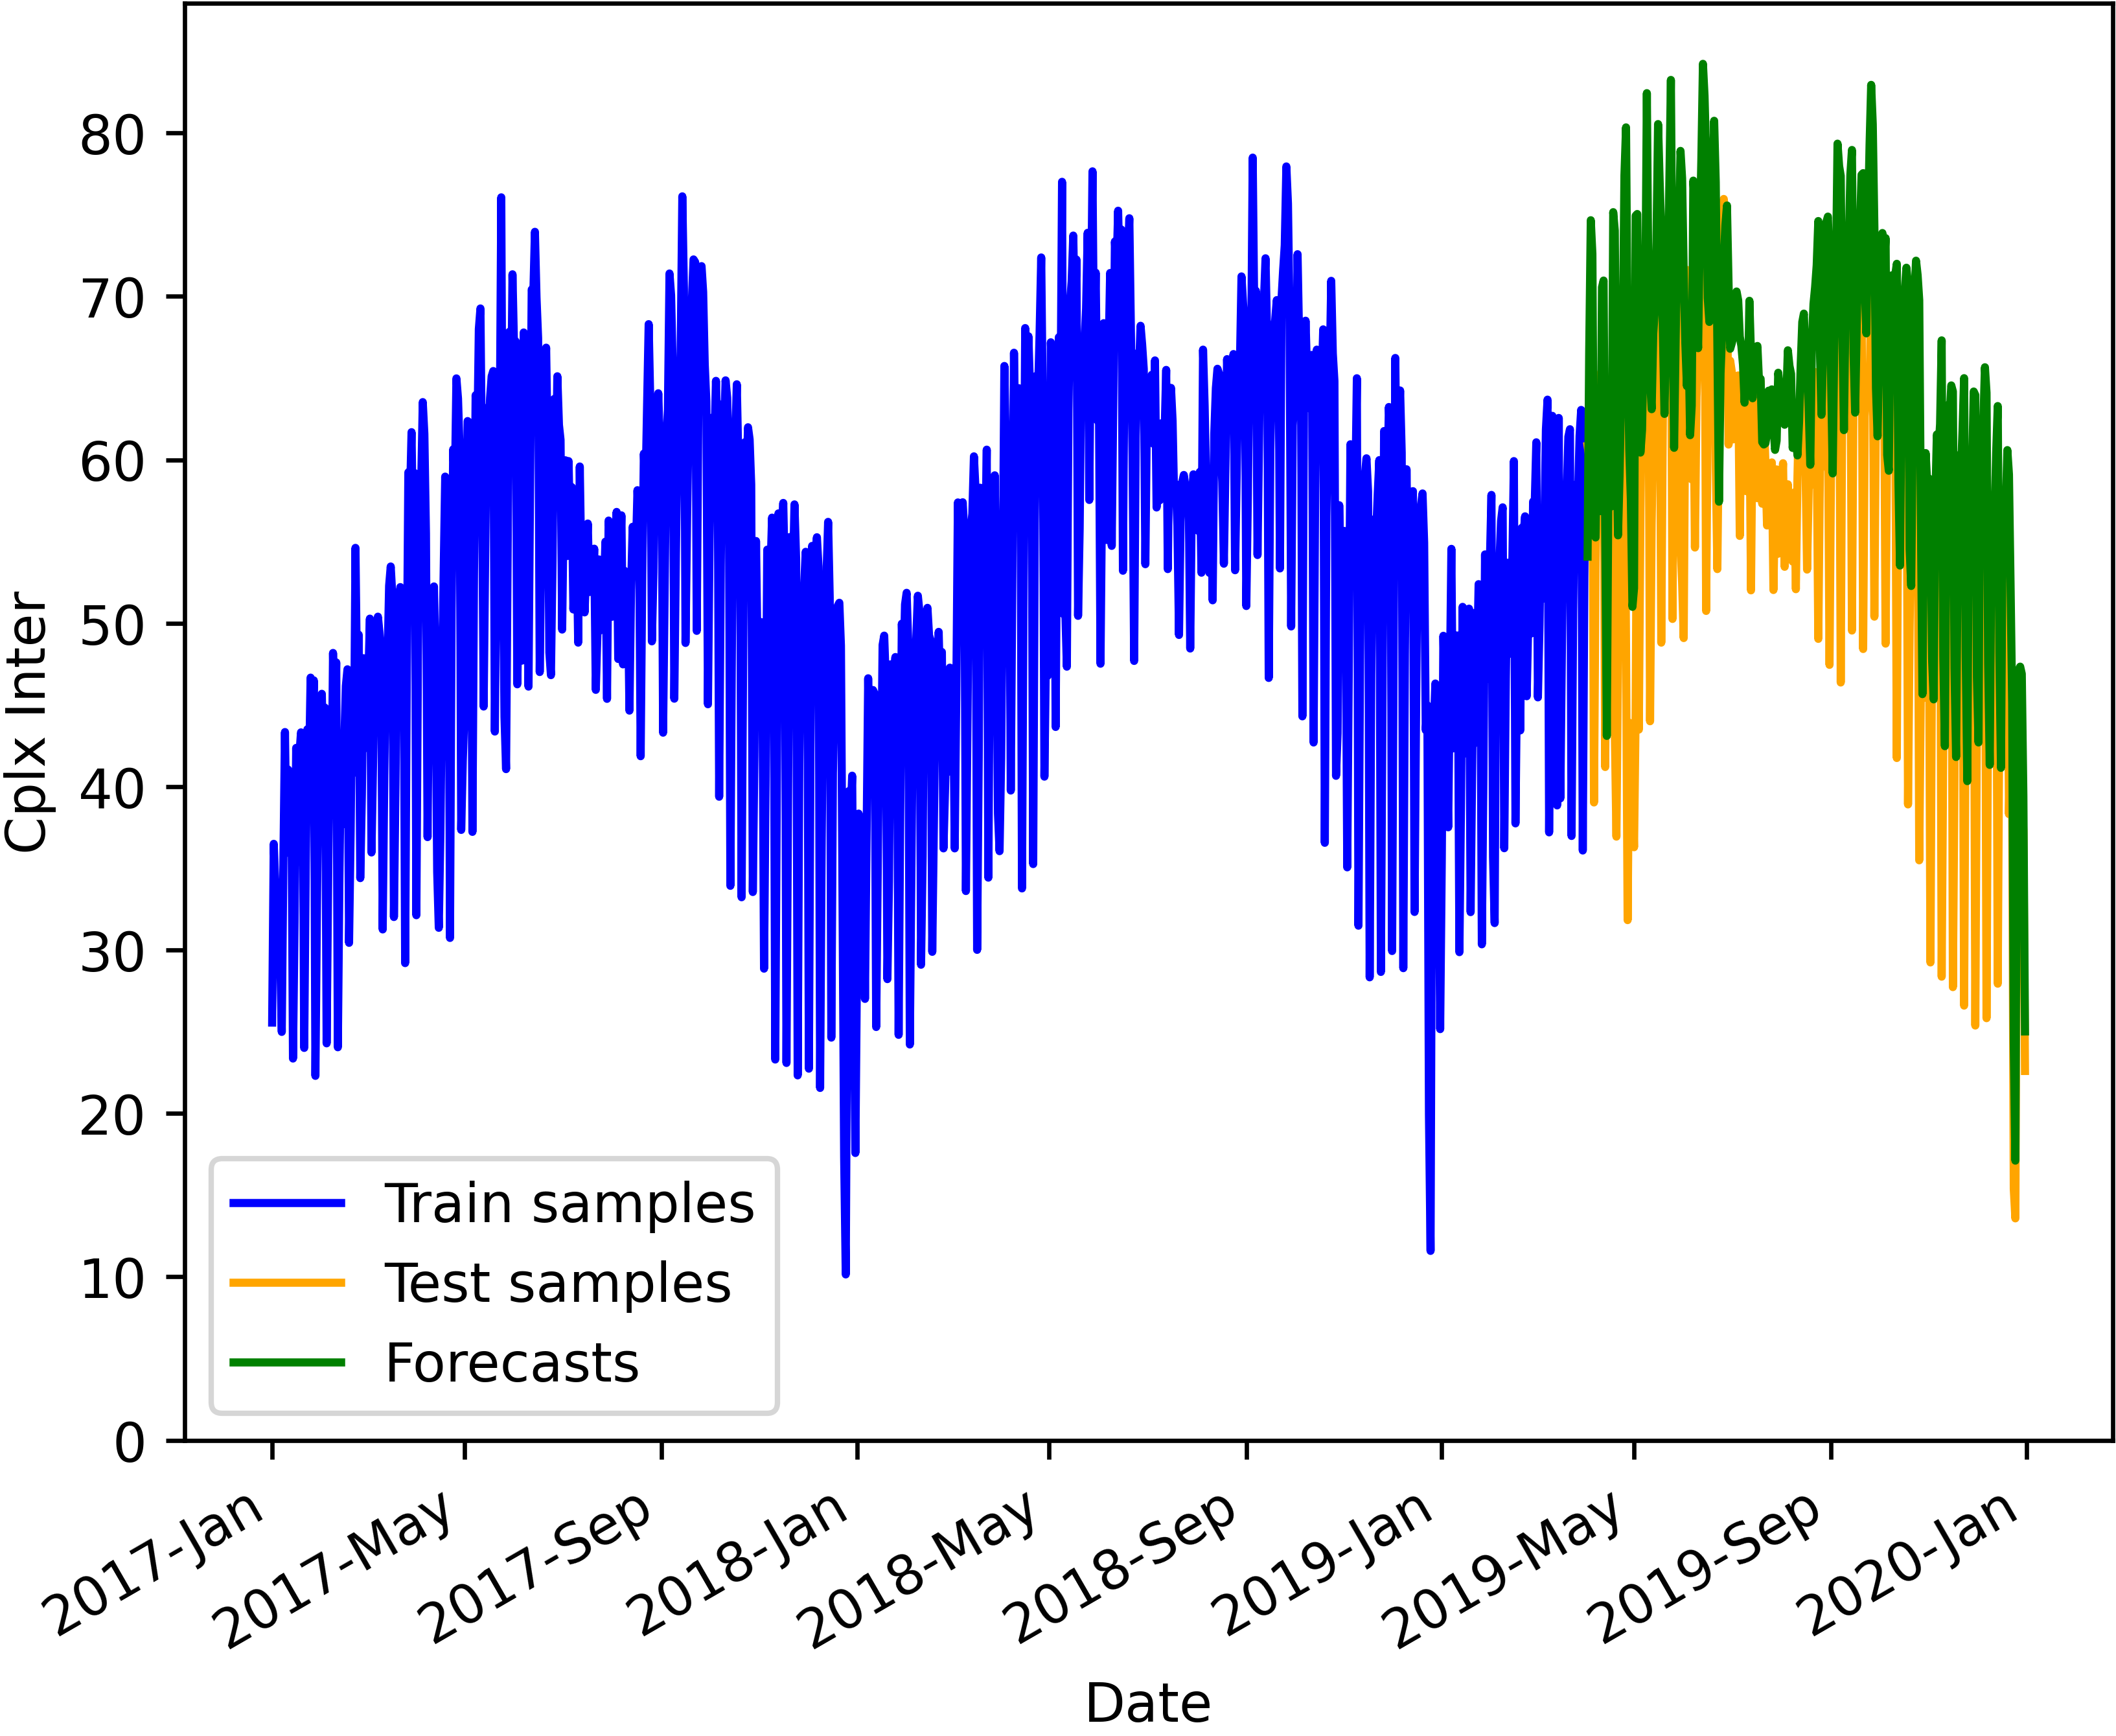 80
70
60
50
40
30
20
10
0
Cplx Inter
Train samples
Test samples
Forecasts
2017-Jan
2017-May
2017-Sep
2018-Jan
2018-May
2018-Sep
2019-Jan
2019-May
2019-Sep
2020-Jan
Date